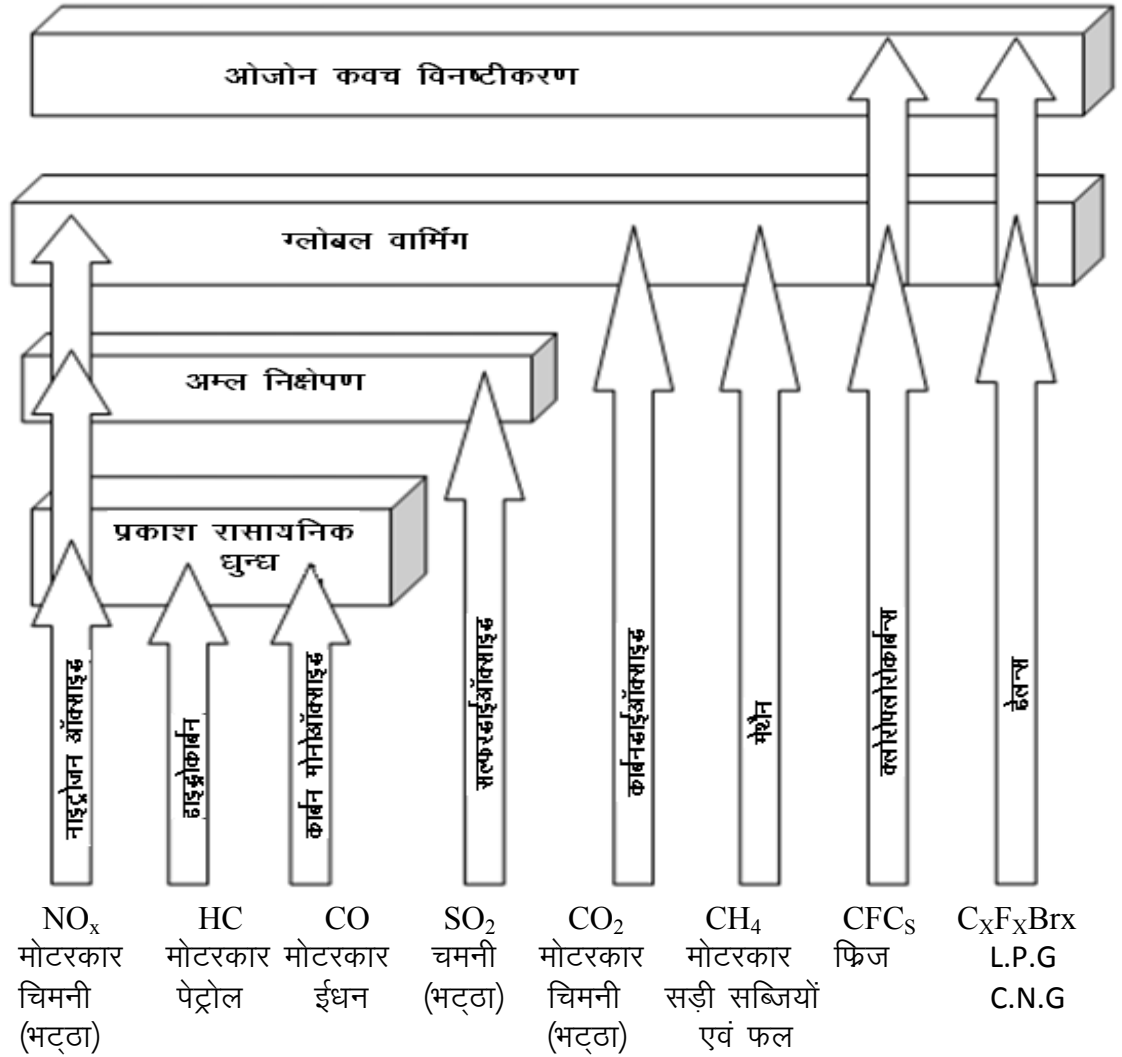 ओजोन कवच विनष्टीकरण
ग्लोबल वार्मिंग
अम्ल निक्षेपण
प्रकाश रासायनिक
धुन्ध
नाइट्रोजन ऑक्साइड
हाइड्रोकार्बन
कार्बन मोनोऑक्साइड
सल्फरडाईऑक्साइड
कार्बनडाईऑक्साइड
मेथैन
क्लोरोफ्लोरोकार्बन्स
हेलन्स
NOx HC CO SO2 CO2 CH4 CFCS CXFXBrx
मोटरकार मोटरकार मोटरकार चमनी मोटरकार मोटरकार फ्रिज L.P.G
चिमनी पेट्रोल ईधन (भट्ठा) चिमनी सड़ी सब्जियों C.N.G
(भट्ठा) (भट्ठा) एवं फल